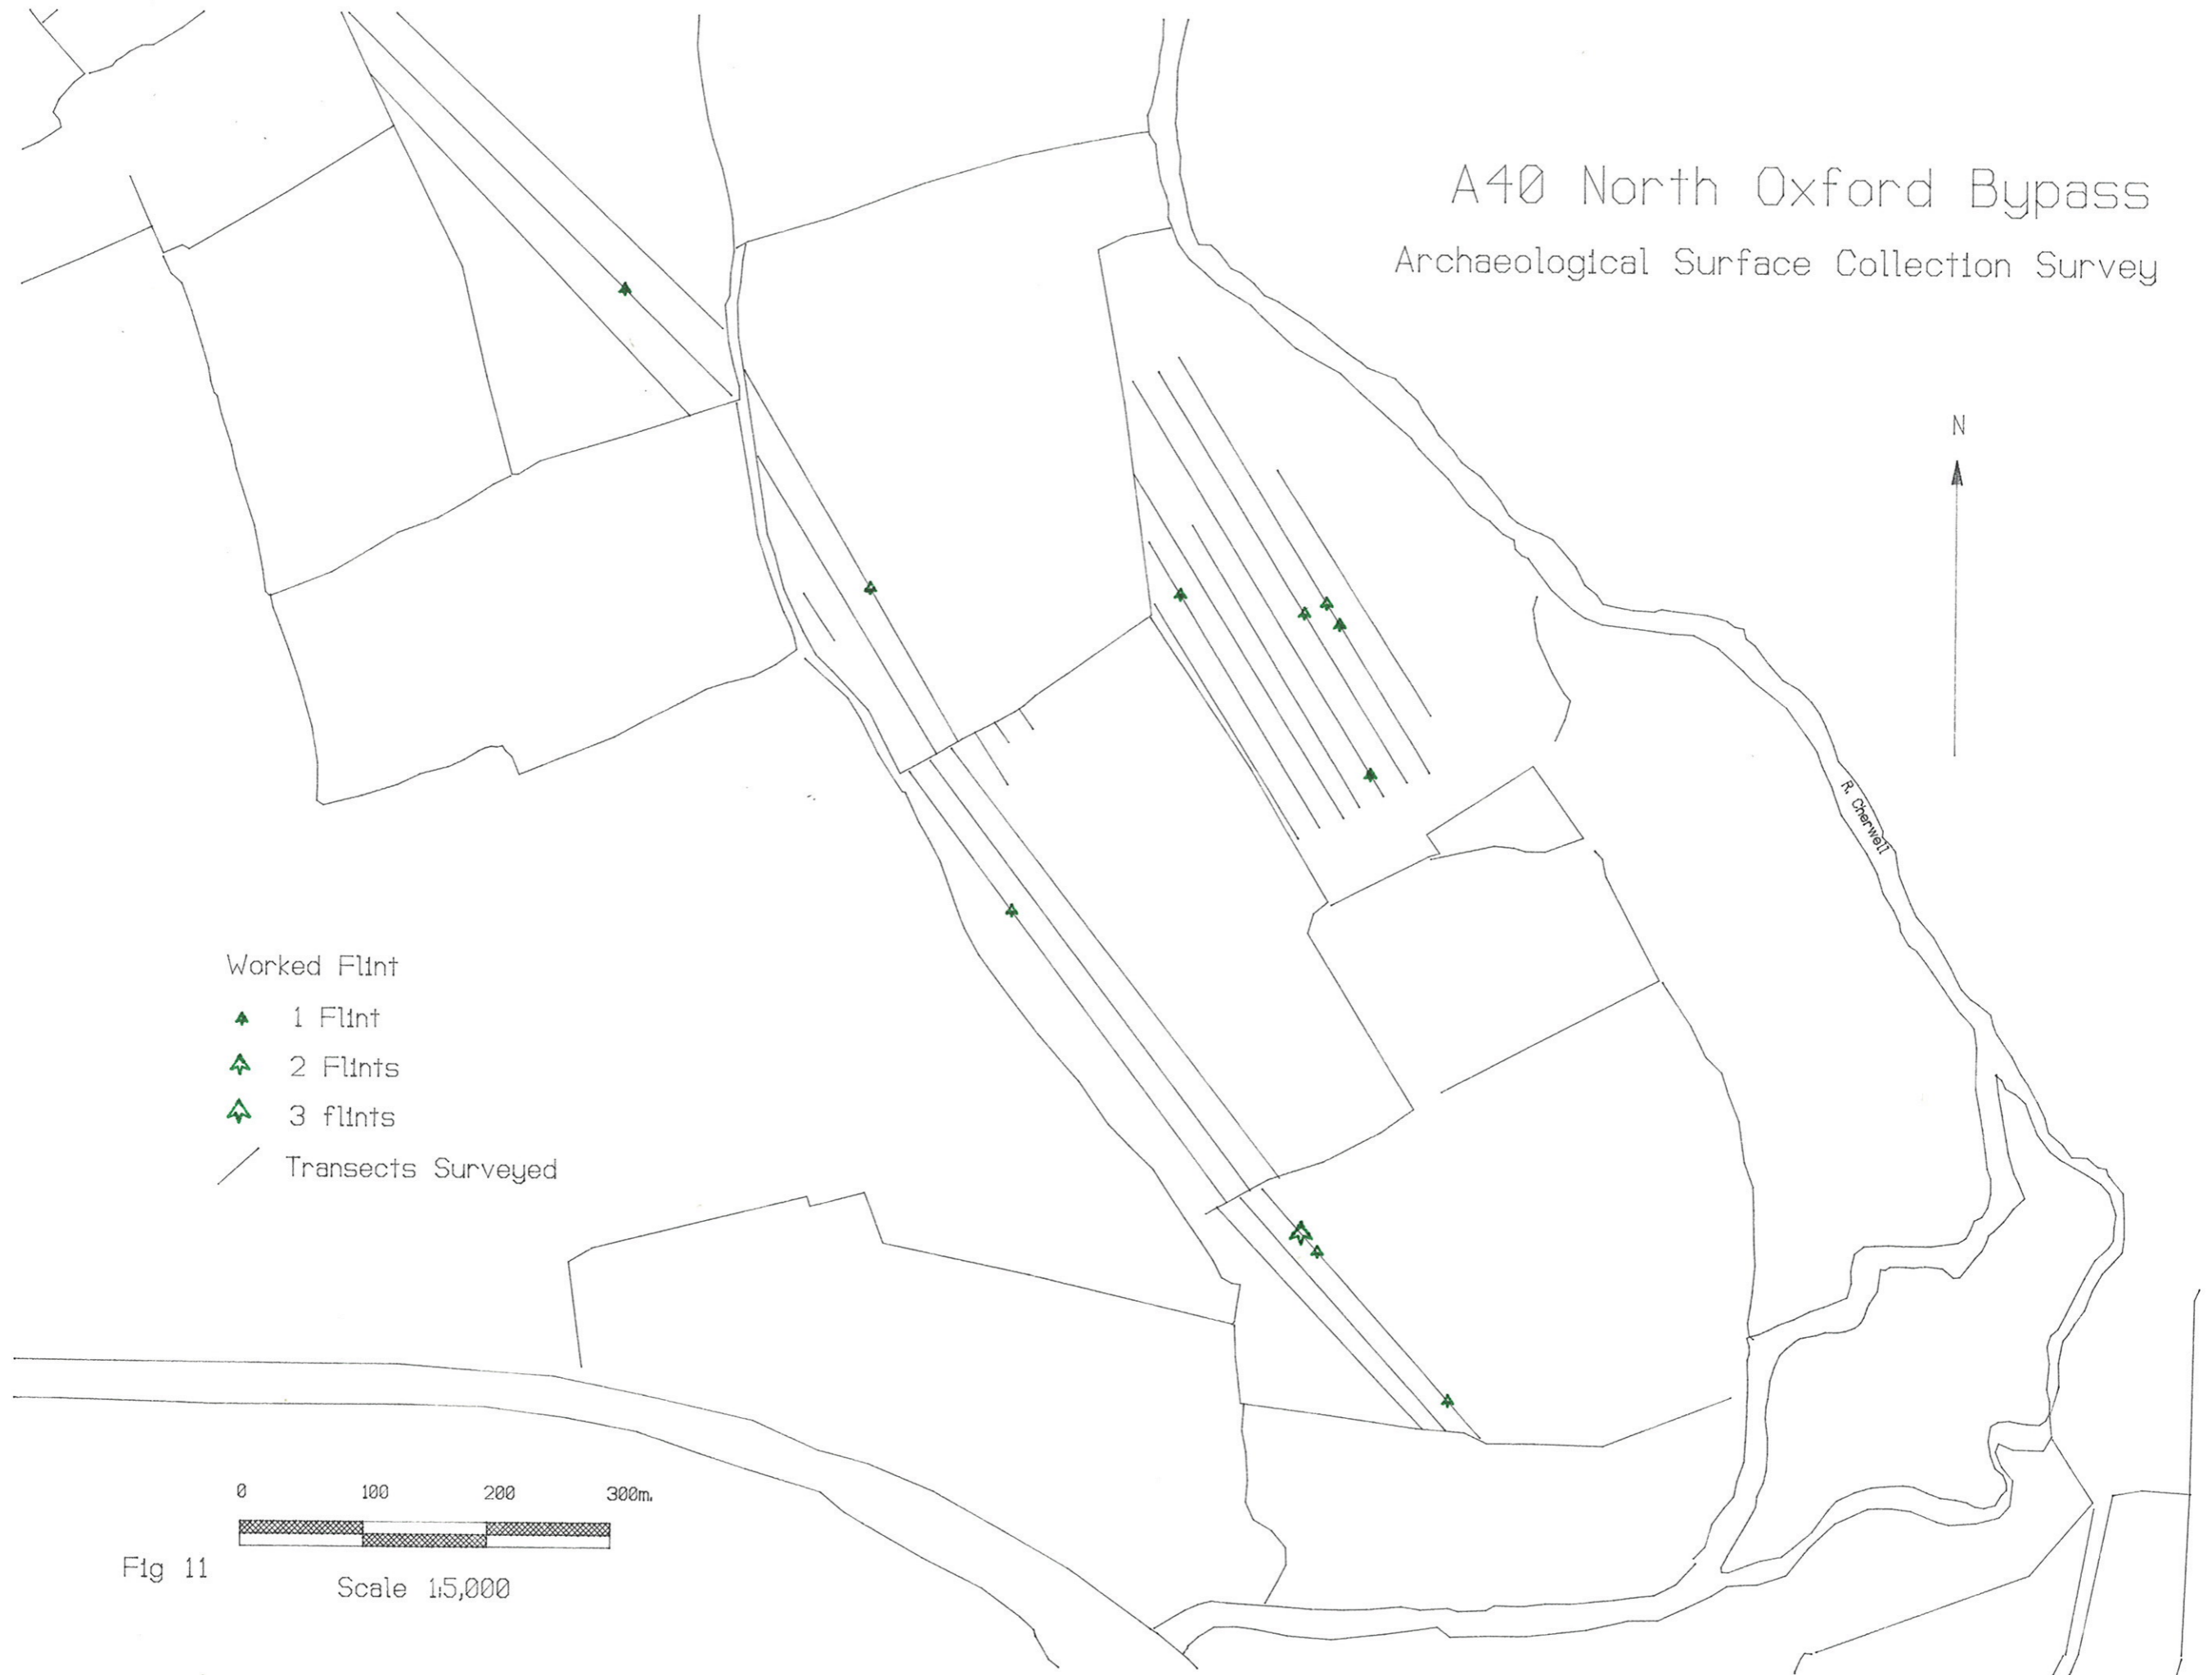 A40 North Oxford Bypass
Archaeological Surface Collection Survey
N
R. Cherwell
Worked Flint
1 Flint
2 Flints
3 flints
Transects Surveyed
0 100 200 300m.
Fig 11
Scale 1:5,000